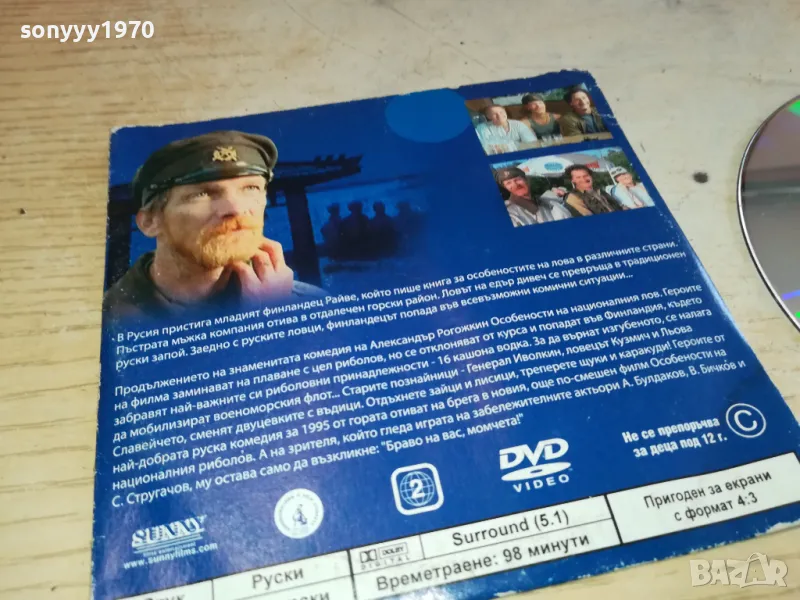 sonyyy1970
В Русия пристига младият финландец Райве, който пише книга за особеностите на лова в различните страни.
Пъстрата мъжка компания отива в отдалечен горски район. Ловът на едър дивеч се превръща в традиционен
руски запой. Заедно с руските ловци, финландецът попада във всевъзможни комични ситуации...
Продължението на знаменитата комедия на Александър Рогожкин Особености на националния лов. Героите
на филма заминават на плаване с цел риболов, но се отклоняват от курса и попадат във Финландия, където
забравят най-важните си риболовни принадлежности - 16 кашона водка. За да върнат изгубеното, се налага
да мобилизират военоморския флот... Старите познайници - Генерал Иволкин, ловецът Кузмич и Льова
Славейчето, сменят двуцевките с въдици. Отдъхнете зайци и лисици, треперете щуки и каракуди! Героите от
най-добрата руска комедия за 1995 от гората отиват на брега в новия, още по-смешен филм Особености на
националния риболов. А на зрителя, който гледа играта на забележителните актьори А. Булдаков, В. Бичков и
С. Стругачов, му остава само да възкликне: "Браво на вас, момчета!"
SUNNY
www.sunnyfilms.com
2
DVD
VIDEO
Не се препоръчва
за деца под 12 г.
C
Руски
DOLBY
DIGITAL
Surround (5.1)
Времетраене: 98 минути
Пригоден за екрани
с формат 4:3
BAZAR